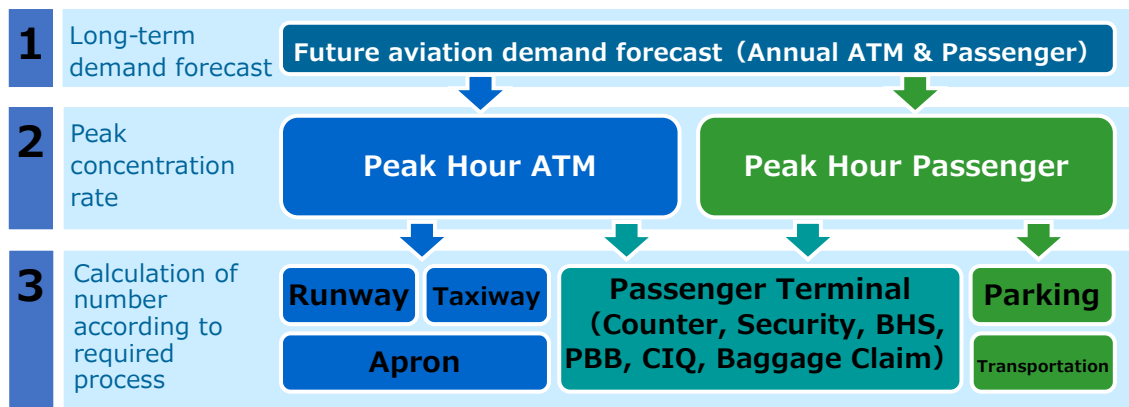 1
Long-term
demand forecast
Future aviation demand forecast（Annual ATM & Passenger）
2
Peak
concentration
rate
Peak Hour ATM
Peak Hour Passenger
3
Calculation of
number
according to
required
process
Runway
Taxiway
Apron
Passenger Terminal
（Counter, Security, BHS,
PBB, CIQ, Baggage Claim）
Parking
Transportation